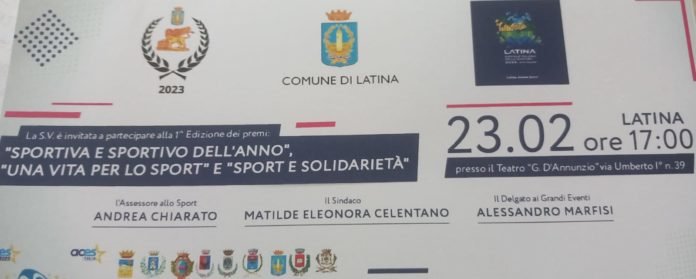 2023
COMUNE DI LATINA
LATINA
La S.V. è invitata a partecipare alla 1^ Edizione dei premi:
"SPORTIVA E SPORTIVO DELL'ANNO",
"UNA VITA PER LO SPORT" E "SPORT E SOLIDARIETÀ"
LATINA
23.02 ore 17:00
presso il Teatro "G. D'Annunzio" via Umberto I° n. 39
l'Assessore allo Sport
ANDREA CHIARATO
Il Sindaco
MATILDE ELEONORA CELENTANO
Il Delgato ai Grandi Eventi
ALESSANDRO MARFISI
aces